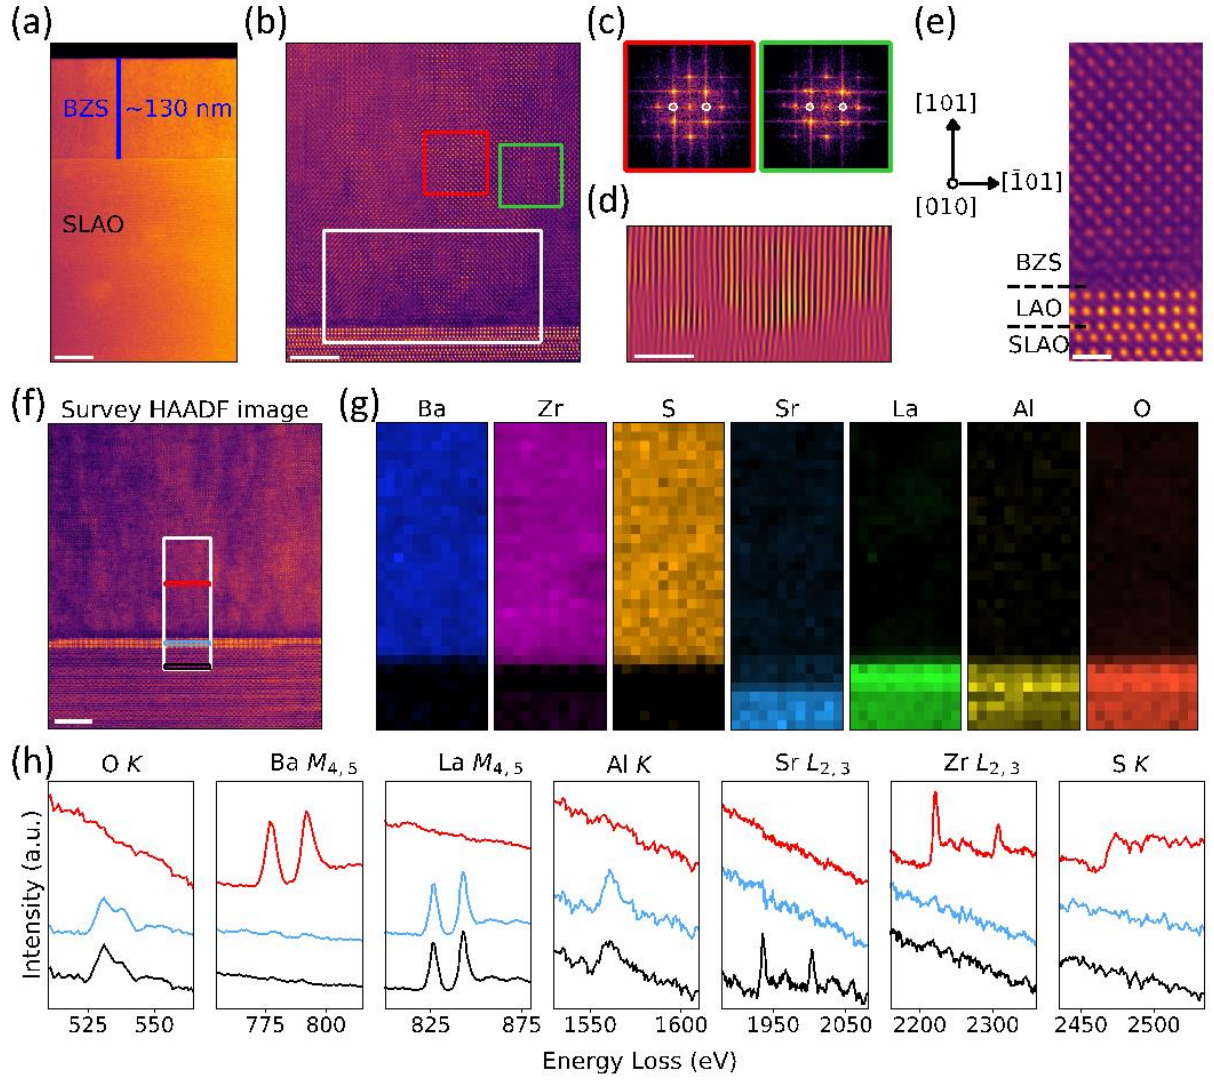 (a)
BZS ~130 nm
SLAO
(b)
(c)
(d)
(e)
[101]
[1̄01]
[010]
BZS
LAO
SLAO
(f)
Survey HAADF image
(g)
Ba Zr S Sr La Al O
(h)
O K Ba M4,5 La M4,5 Al K Sr L2,3 Zr L2,3 S K
Intensity (a.u.)
525 550 775 800 825 875 1550 1600 1950 2050 2200 2300 2450 2500
Energy Loss (eV)